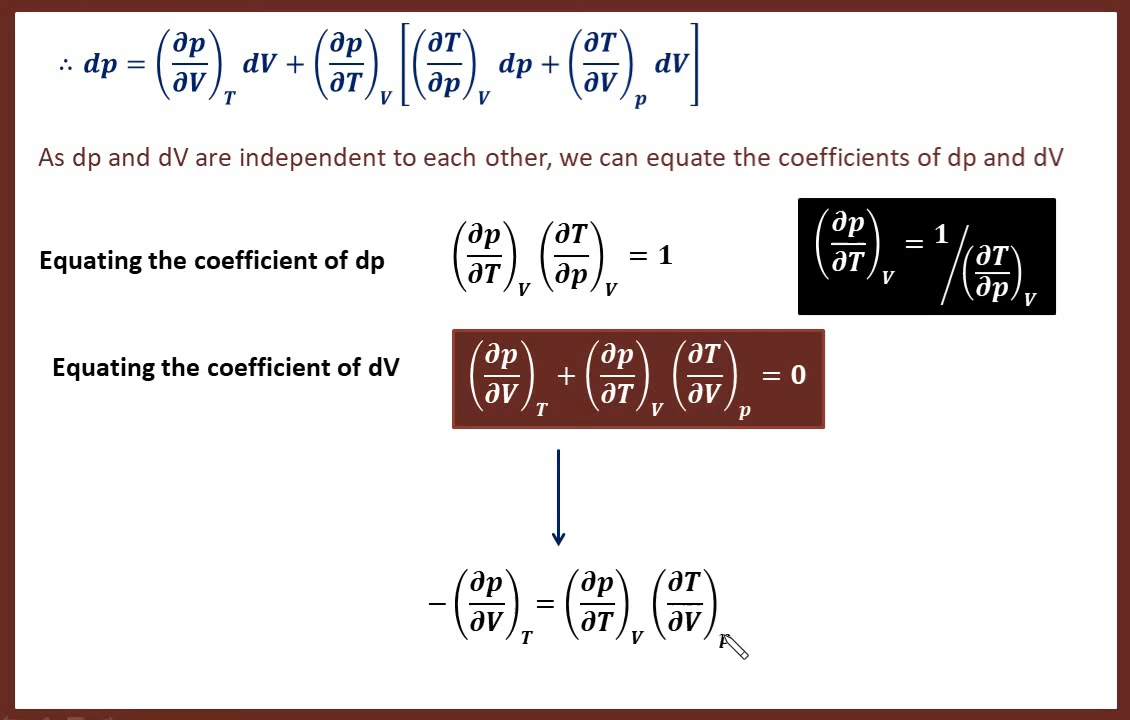 ∴ dp = (∂p/∂V)_T dV + (∂p/∂T)_V [(∂T/∂p)_V dp + (∂T/∂V)_p dV]
As dp and dV are independent to each other, we can equate the coefficients of dp and dV
Equating the coefficient of dp (∂p/∂T)_V (∂T/∂p)_V = 1
(∂p/∂T)_V = 1/(∂T/∂p)_V
Equating the coefficient of dV (∂p/∂V)_T + (∂p/∂T)_V (∂T/∂V)_p = 0
−(∂p/∂V)_T = (∂p/∂T)_V (∂T/∂V)